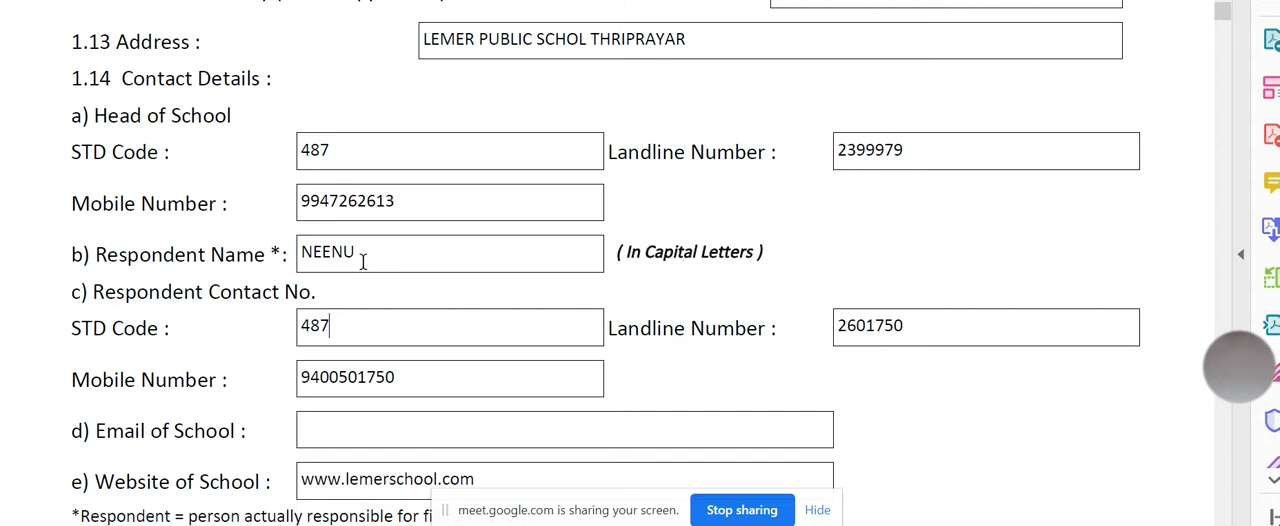 1.13 Address : LEMER PUBLIC SCHOL THRIPRAYAR
1.14 Contact Details :
a) Head of School
STD Code : 487 Landline Number : 2399979
Mobile Number : 9947262613
b) Respondent Name *: NEENU ( In Capital Letters )
c) Respondent Contact No.
STD Code : 487 Landline Number : 2601750
Mobile Number : 9400501750
d) Email of School :
e) Website of School : www.lemerschool.com
meet.google.com is sharing your screen. Stop sharing Hide
*Respondent = person actually responsible for